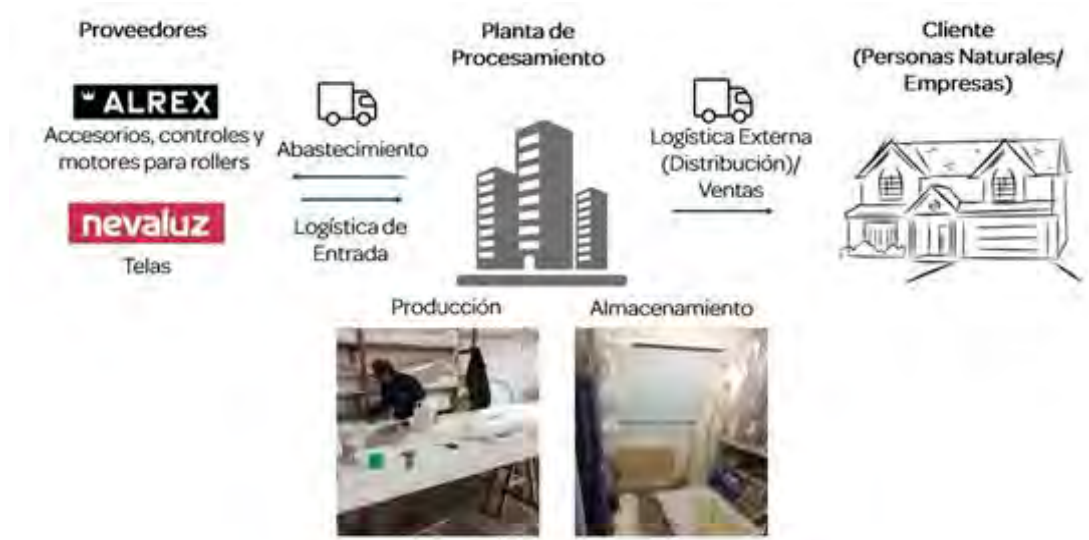 Proveedores
ALREX
Accesorios, controles y
motores para rollers
nevaluz
Telas
Abastecimiento
Logística de
Entrada
Planta de
Procesamiento
Producción
Almacenamiento
Logística Externa
(Distribución)/
Ventas
Cliente
(Personas Naturales/
Empresas)